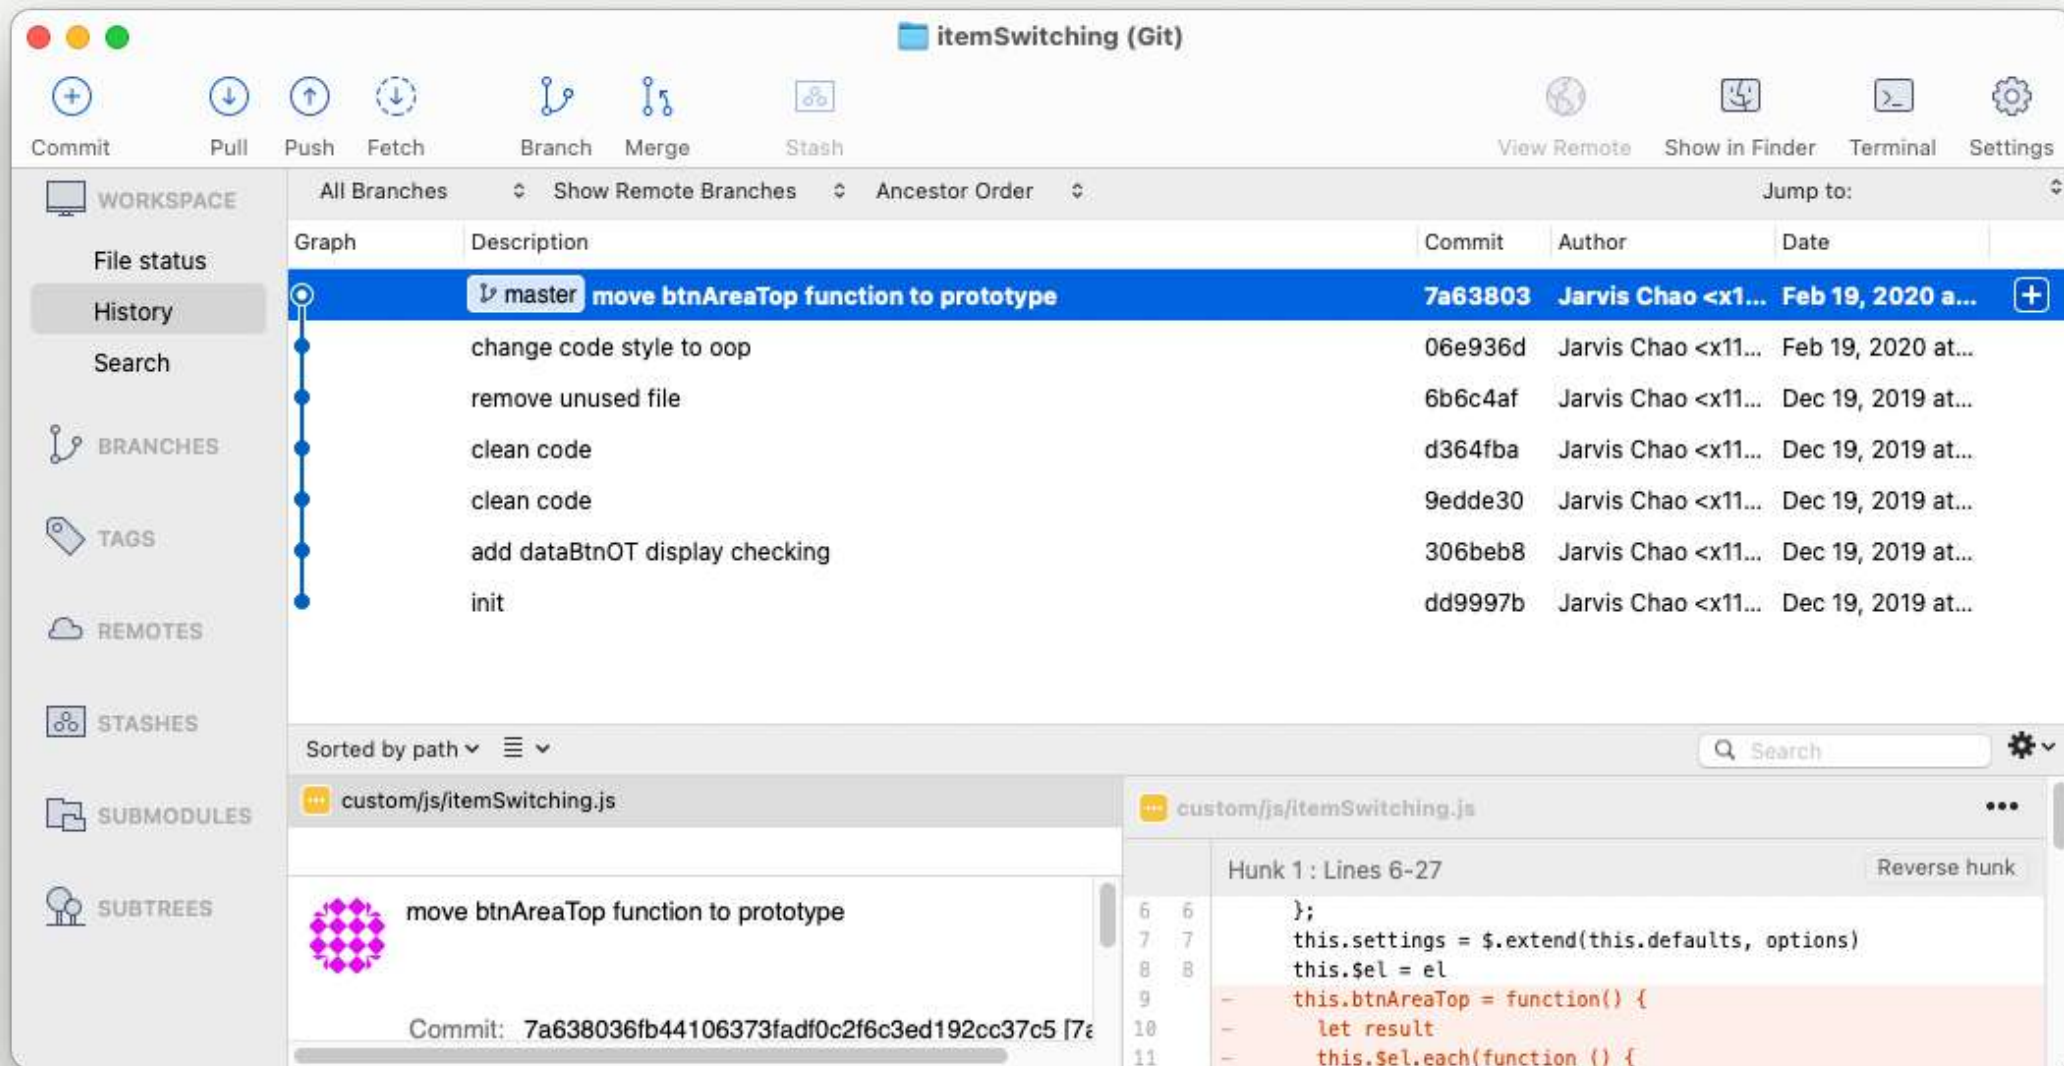 itemSwitching (Git)
Commit Pull Push Fetch Branch Merge Stash View Remote Show in Finder Terminal Settings
WORKSPACE
File status
History
Search
BRANCHES
TAGS
REMOTES
STASHES
SUBMODULES
SUBTREES
All Branches Show Remote Branches Ancestor Order Jump to:
Graph Description Commit Author Date
master move btnAreaTop function to prototype 7a63803 Jarvis Chao <x1... Feb 19, 2020 a...
change code style to oop 06e936d Jarvis Chao <x11... Feb 19, 2020 at...
remove unused file 6b6c4af Jarvis Chao <x11... Dec 19, 2019 at...
clean code d364fba Jarvis Chao <x11... Dec 19, 2019 at...
clean code 9edde30 Jarvis Chao <x11... Dec 19, 2019 at...
add dataBtnOT display checking 306beb8 Jarvis Chao <x11... Dec 19, 2019 at...
init dd9997b Jarvis Chao <x11... Dec 19, 2019 at...
Sorted by path Search
custom/js/itemSwitching.js
move btnAreaTop function to prototype
Commit: 7a638036fb44106373fadf0c2f6c3ed192cc37c5 [7a
custom/js/itemSwitching.js
Hunk 1 : Lines 6-27 Reverse hunk
6 6 };
7 7 this.settings = $.extend(this.defaults, options)
8 8 this.$el = el
9 - this.btnAreaTop = function() {
10 - let result
11 - this.$el.each(function () {